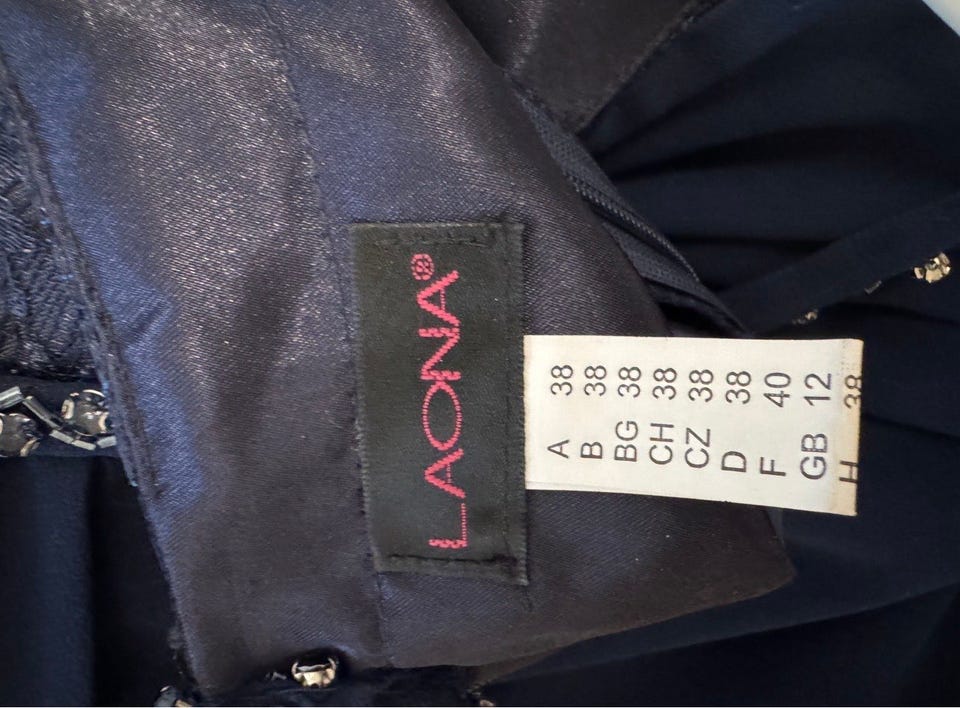 LAONA®
A 38
B 38
BG 38
CH 38
CZ 38
D 38
F 40
GB 12
H 38